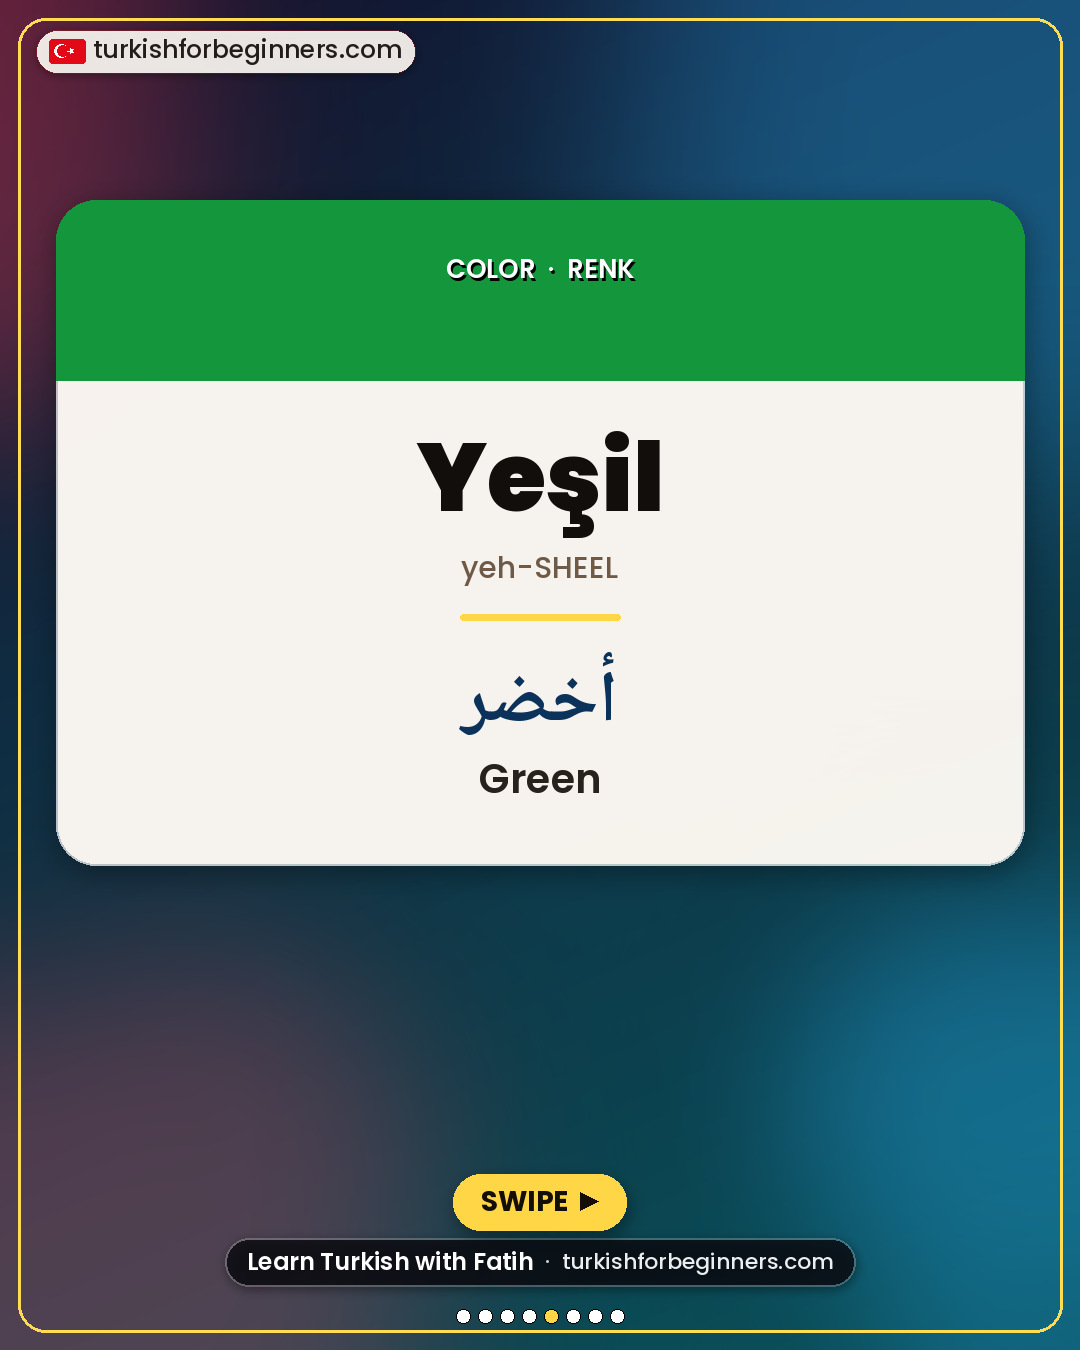 turkishforbeginners.com
COLOR · RENK
Yeşil
yeh-SHEEL
أخضر
Green
SWIPE ▶
Learn Turkish with Fatih · turkishforbeginners.com